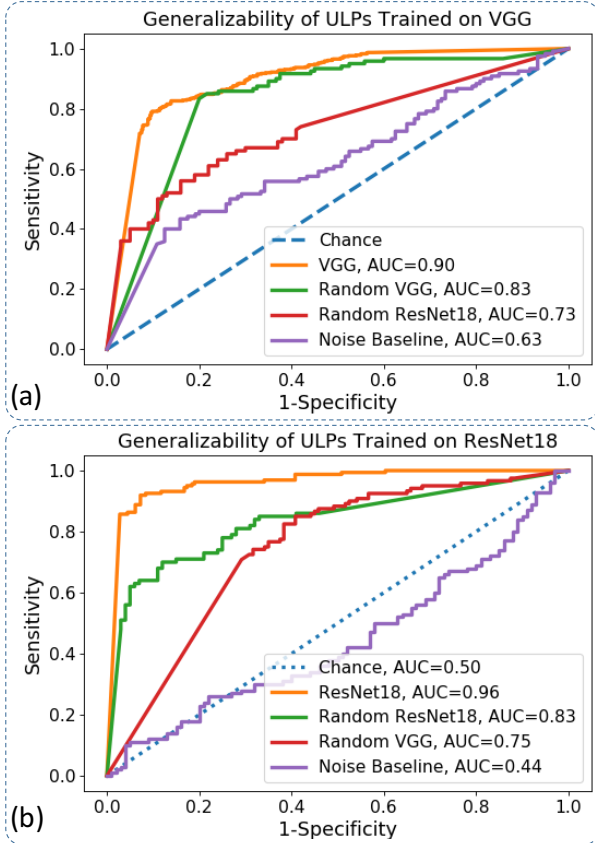 Generalizability of ULPs Trained on VGG
1.0
0.8
0.6
0.4
0.2
0.0
Sensitivity
Chance
VGG, AUC=0.90
Random VGG, AUC=0.83
Random ResNet18, AUC=0.73
Noise Baseline, AUC=0.63
0.0 0.2 0.4 0.6 0.8 1.0
1-Specificity
(a)
Generalizability of ULPs Trained on ResNet18
1.0
0.8
0.6
0.4
0.2
0.0
Sensitivity
Chance, AUC=0.50
ResNet18, AUC=0.96
Random ResNet18, AUC=0.83
Random VGG, AUC=0.75
Noise Baseline, AUC=0.44
0.0 0.2 0.4 0.6 0.8 1.0
1-Specificity
(b)